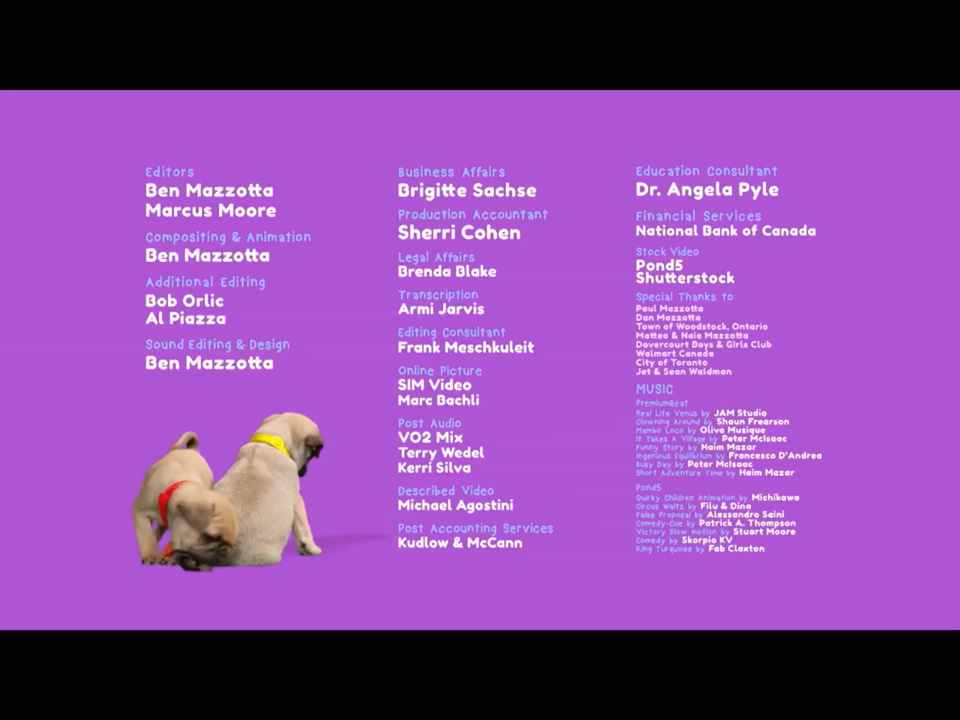 Editors
Ben Mazzotta
Marcus Moore
Compositing & Animation
Ben Mazzotta
Additional Editing
Bob Orlic
Al Piazza
Sound Editing & Design
Ben Mazzotta
Business Affairs
Brigitte Sachse
Production Accountant
Sherri Cohen
Legal Affairs
Brenda Blake
Transcription
Armi Jarvis
Editing Consultant
Frank Meschkuleit
Online Picture
SIM Video
Marc Bachli
Post Audio
VO2 Mix
Terry Wedel
Kerri Silva
Described Video
Michael Agostini
Post Accounting Services
Kudlow & McCann
Education Consultant
Dr. Angela Pyle
Financial Services
National Bank of Canada
Stock Video
Pond5
Shutterstock
Special Thanks to
Paul Mazzotta
Dan Mazzotta
Town of Woodstock, Ontario
Matteo & Naia Mazzotta
Dovercourt Boys & Girls Club
Walmart Canada
City of Toronto
Jet & Sean Waldman
MUSIC
PremiumBeat
Real Life Venus by JAM Studio
Clowning Around by Shaun Frearson
Mambo Loco by Olive Musique
It Takes A Village by Peter McIsaac
Funny Story by Haim Mazar
Ingenious Equilibrium by Francesco D'Andrea
Busy Day by Peter McIsaac
Short Adventure Time by Haim Mazar
Pond5
Quirky Children Animation by Michikawa
Circus Waltz by Filu & Dina
False Proposal by Alessandro Saini
Comedy-Cue by Patrick A. Thompson
Victory Slow Motion by Stuart Moore
Comedy by Skorpio KV
King Turquoise by Fab Claxton